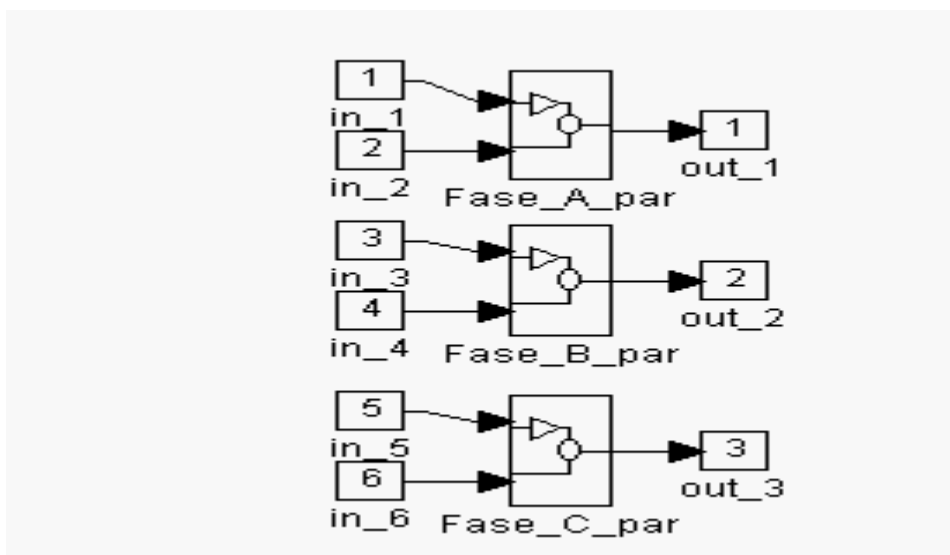 1
in_1
2
in_2
Fase_A_par
1
out_1
3
in_3
4
in_4
Fase_B_par
2
out_2
5
in_5
6
in_6
Fase_C_par
3
out_3